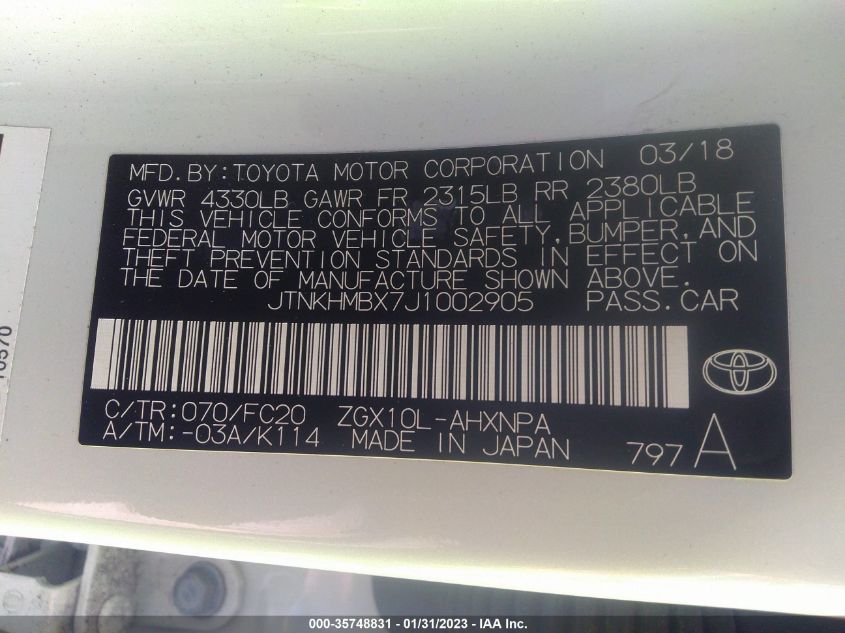 MFD. BY: TOYOTA MOTOR CORPORATION 03/18
GVWR 4330LB GAWR FR 2315LB RR 2380LB
THIS VEHICLE CONFORMS TO ALL APPLICABLE
FEDERAL MOTOR VEHICLE SAFETY, BUMPER, AND
THEFT PREVENTION STANDARDS IN EFFECT ON
THE DATE OF MANUFACTURE SHOWN ABOVE.
JTNKHMBX7J1002905 PASS. CAR
C/TR: 070/FC20 ZGX10L-AHXNPA
A/TM: -03A/K114 MADE IN JAPAN 797 A
000-35748831 - 01/31/2023 - IAA Inc.